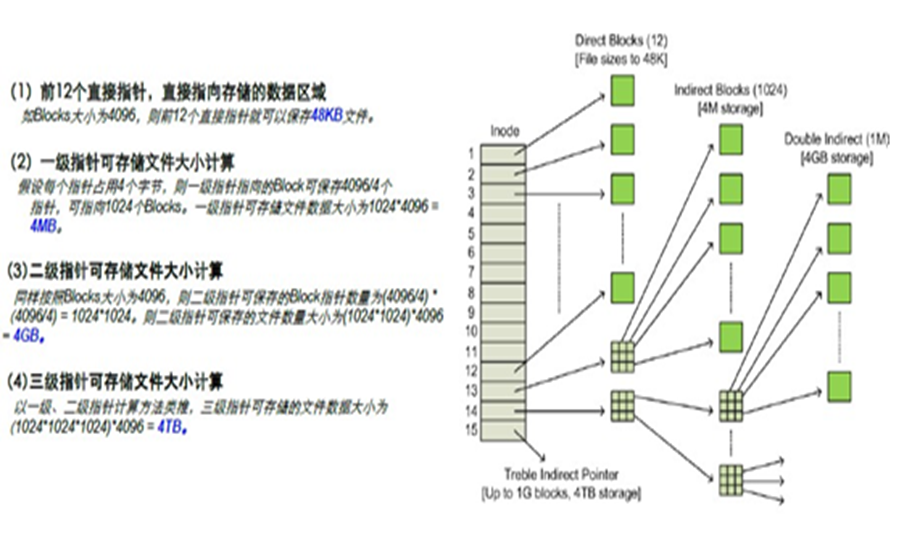 (1) 前12个直接指针，直接指向存储的数据区域
如Blocks大小为4096，则前12个直接指针就可以保存48KB文件。
(2) 一级指针可存储文件大小计算
假设每个指针占用4个字节，则一级指针指向的Block可保存4096/4个
指针，可指向1024个Blocks。一级指针可存储文件数据大小为1024*4096 =
4MB。
(3)二级指针可存储文件大小计算
同样按照Blocks大小为4096，则二级指针可保存的Block指针数量为(4096/4) *
(4096/4) = 1024*1024。则二级指针可保存的文件数量大小为(1024*1024)*4096
= 4GB。
(4)三级指针可存储文件大小计算
以一级、二级指针计算方法类推，三级指针可存储的文件数据大小为
(1024*1024*1024)*4096 = 4TB。
Direct Blocks (12)
[File sizes to 48K]
Indirect Blocks (1024)
[4M storage]
Double Indirect (1M)
[4GB storage]
Inode
1
2
3
4
5
6
7
8
9
10
11
12
13
14
15
Treble Indirect Pointer
[Up to 1G blocks, 4TB storage]